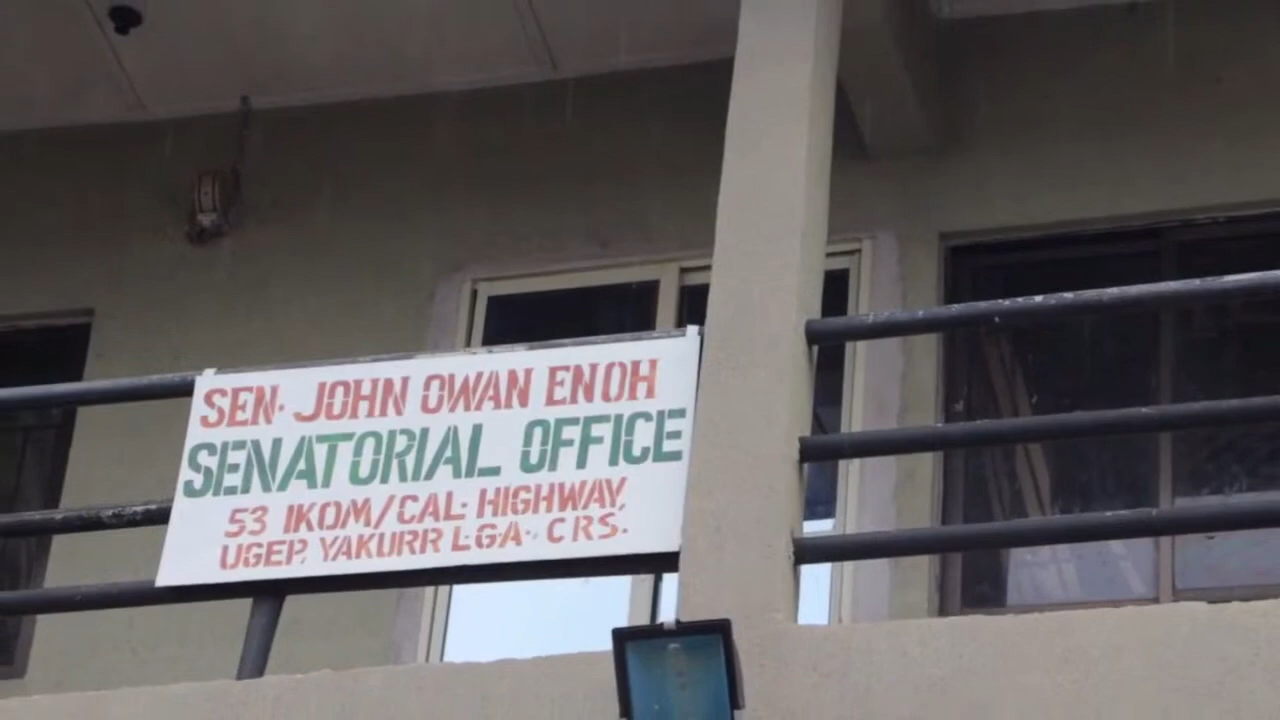 SEN. JOHN OWAN ENOH
SENATORIAL OFFICE
53 IKOM/CAL. HIGHWAY,
UGEP, YAKURR L.G.A., C.R.S.